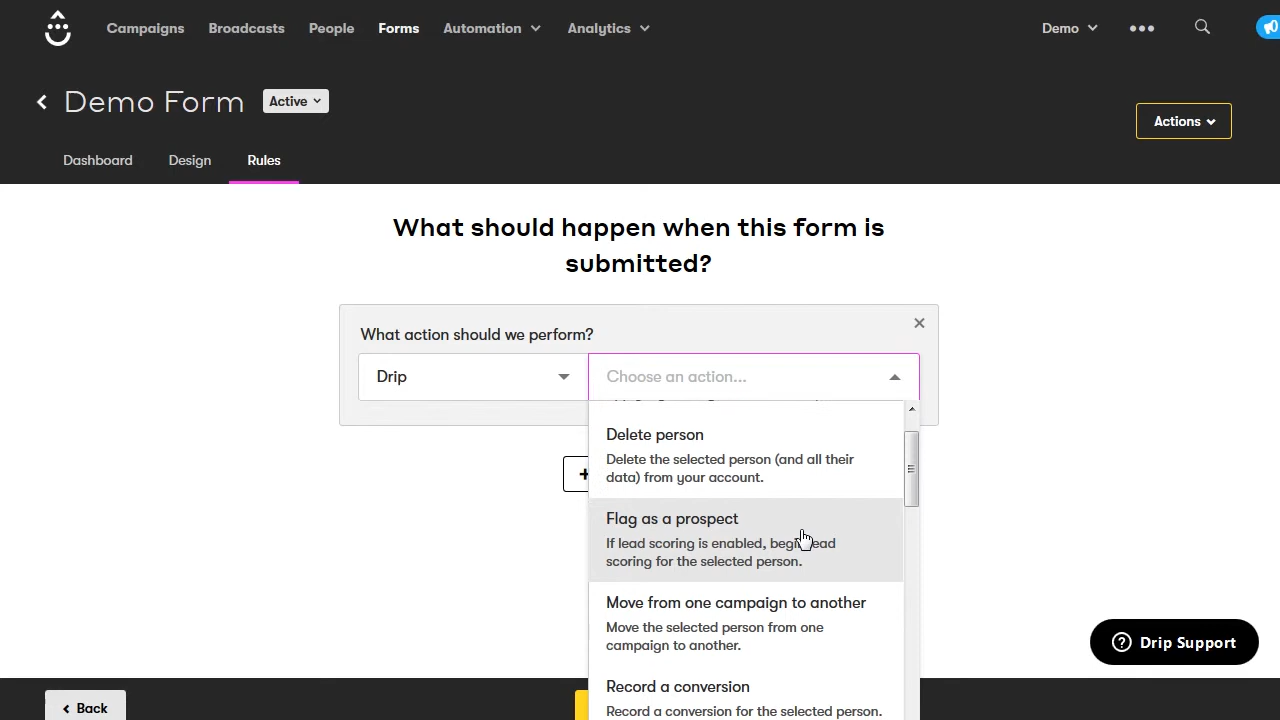 Campaigns Broadcasts People Forms Automation Analytics Demo
Demo Form Active
Actions
Dashboard Design Rules
What should happen when this form is
submitted?
What action should we perform?
Drip Choose an action...
Delete person
Delete the selected person (and all their
data) from your account.
+
Flag as a prospect
If lead scoring is enabled, begin lead
scoring for the selected person.
Move from one campaign to another
Move the selected person from one
campaign to another.
Drip Support
Record a conversion
Record a conversion for the selected person.
Back